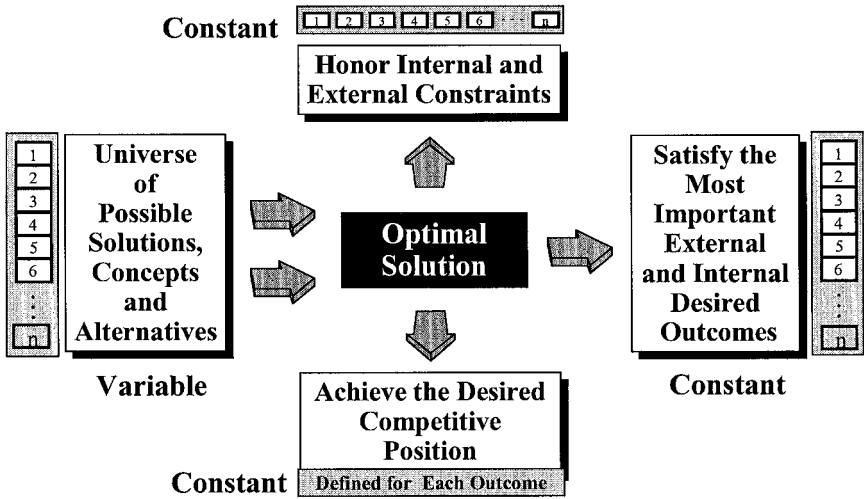 Constant
1 2 3 4 5 6 ... n
Honor Internal and
External Constraints
1
2
3
4
5
6
n
Universe
of
Possible
Solutions,
Concepts
and
Alternatives
Variable
Optimal
Solution
Satisfy the
Most
Important
External
and Internal
Desired
Outcomes
1
2
3
4
5
6
n
Constant
Achieve the Desired
Competitive
Position
Constant
Defined for Each Outcome